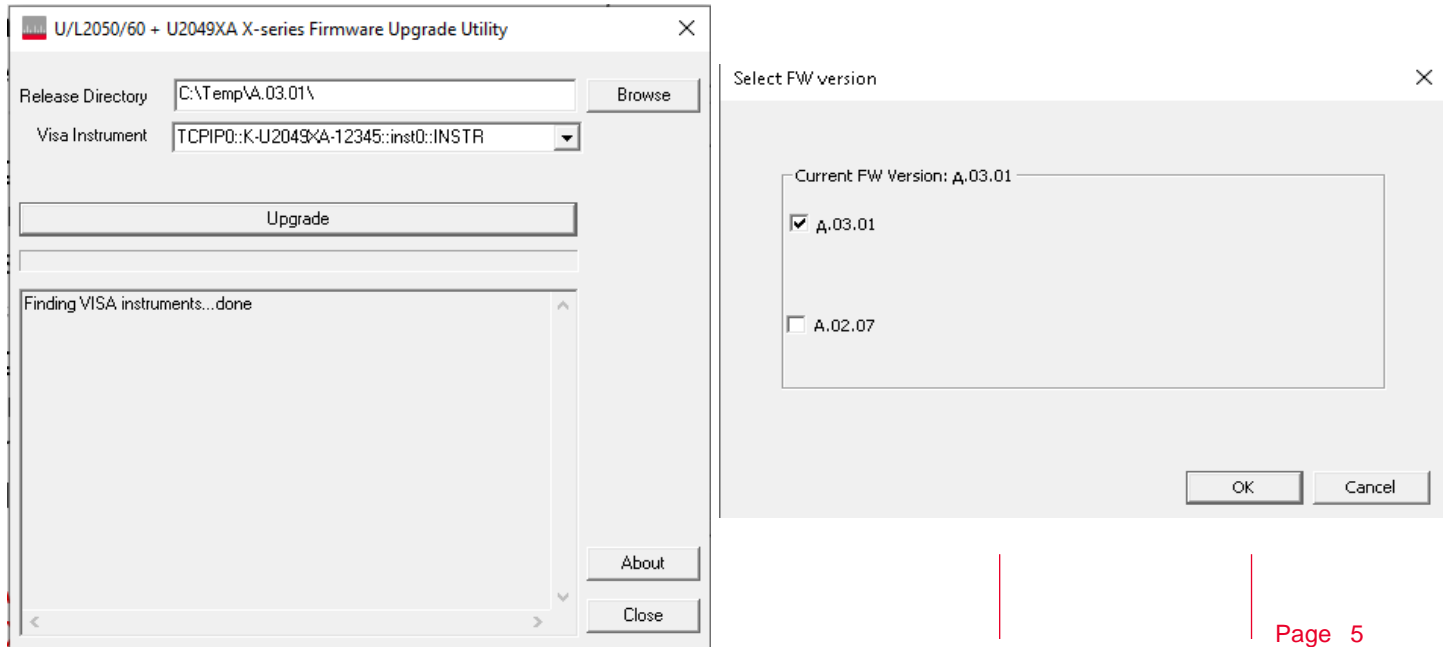 U/L2050/60 + U2049XA X-series Firmware Upgrade Utility
Release Directory C:\Temp\A.03.01\ Browse
Visa Instrument TCPIP0::K-U2049XA-12345::inst0::INSTR
Upgrade
Finding VISA instruments...done
About
Close
Select FW version
Current FW Version: д.03.01
д.03.01
A.02.07
OK Cancel
Page 5